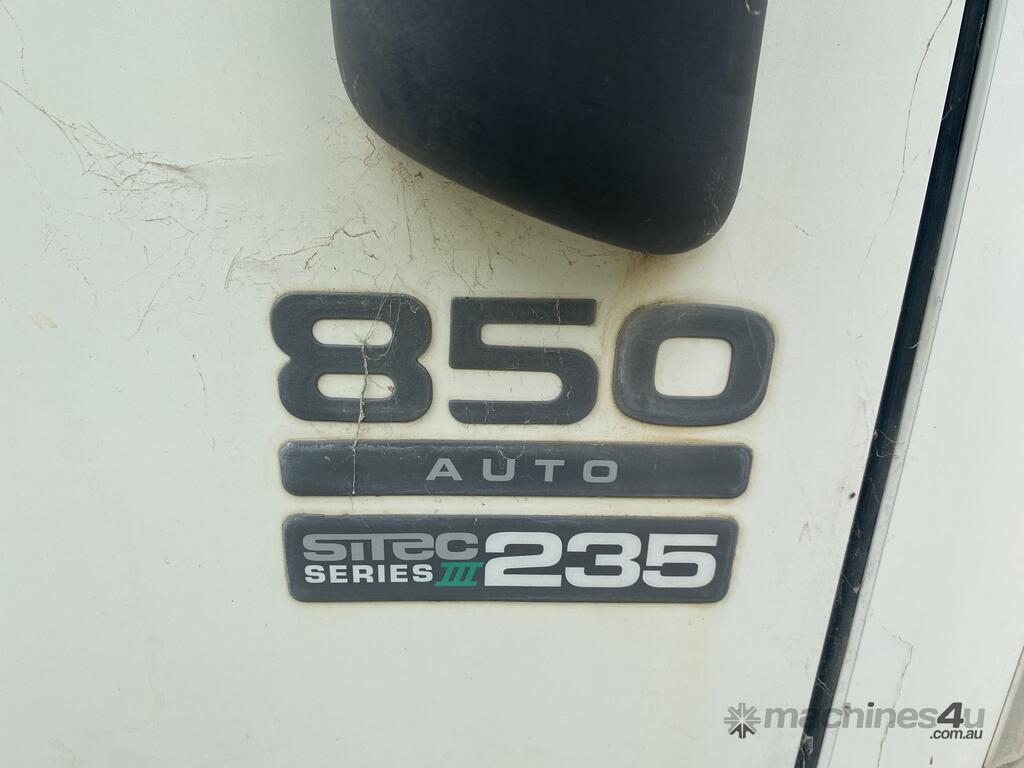 850
AUTO
SiTEC
SERIES III 235
machines4u
.com.au